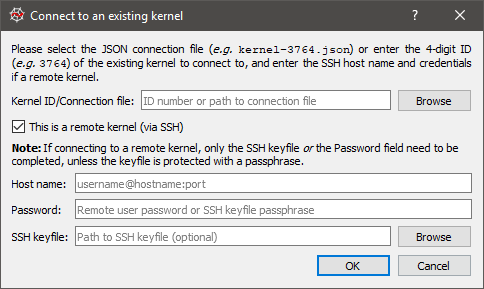 Connect to an existing kernel ? ×
Please select the JSON connection file (e.g. kernel-3764.json) or enter the 4-digit ID
(e.g. 3764) of the existing kernel to connect to, and enter the SSH host name and credentials
if a remote kernel.
Kernel ID/Connection file: ID number or path to connection file Browse
This is a remote kernel (via SSH)
Note: If connecting to a remote kernel, only the SSH keyfile or the Password field need to be
completed, unless the keyfile is protected with a passphrase.
Host name: username@hostname:port
Password: Remote user password or SSH keyfile passphrase
SSH keyfile: Path to SSH keyfile (optional) Browse
OK Cancel